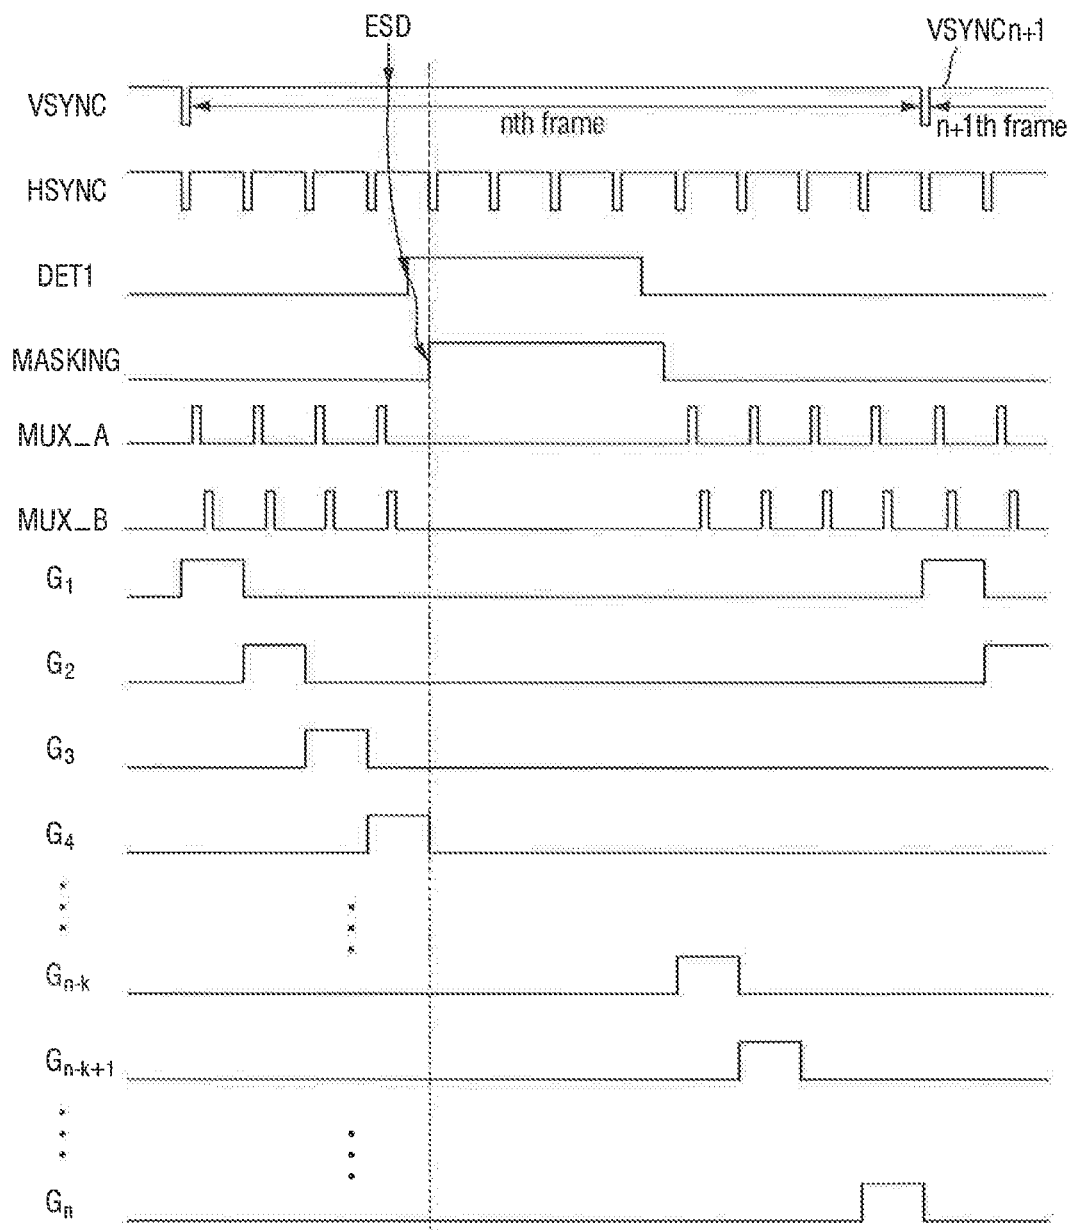 ESD
VSYNCn+1
VSYNC
nth frame
n+1th frame
HSYNC
DET1
MASKING
MUX_A
MUX_B
G1
G2
G3
G4
Gn-k
Gn-k+1
Gn